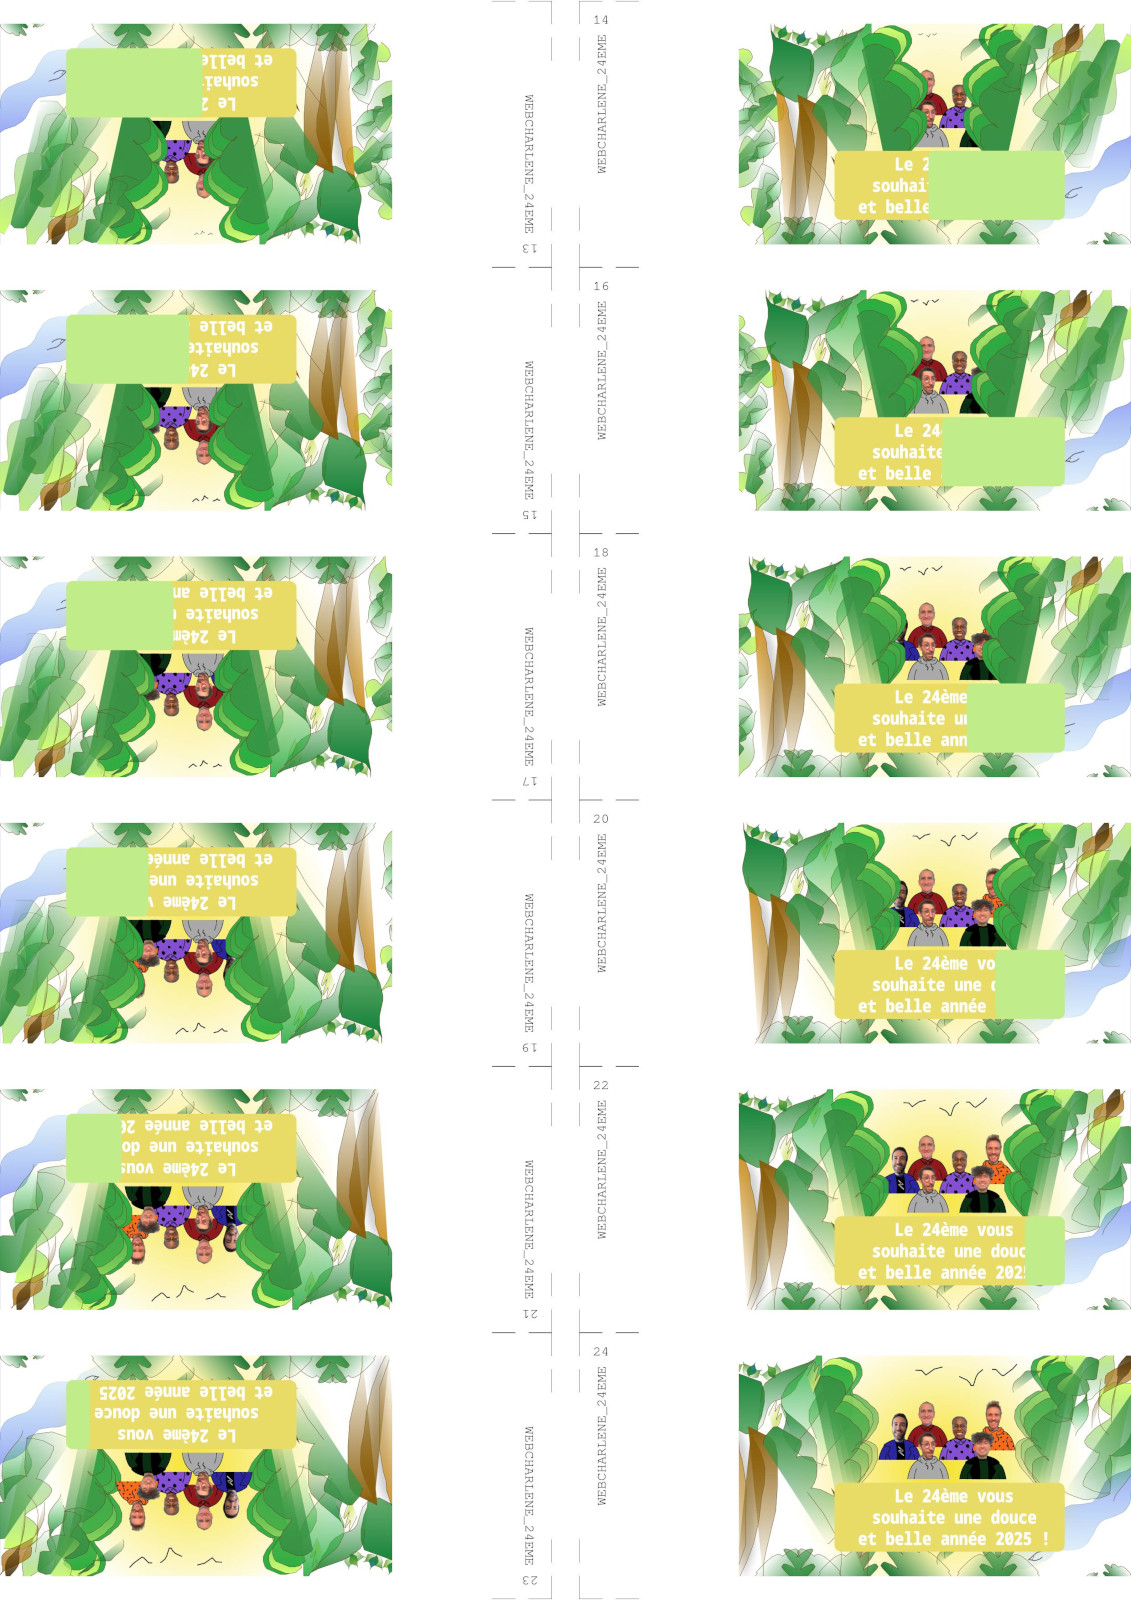 et belle
souhai
Le 2
WEBCHARLENE_24EME
13
14
WEBCHARLENE_24EME
Le 2
souhai
et belle
et belle
souhaite
Le 24
WEBCHARLENE_24EME
15
16
WEBCHARLENE_24EME
Le 24
souhaite
et belle
et belle an
souhaite u
Le 24ème
WEBCHARLENE_24EME
17
18
WEBCHARLENE_24EME
Le 24ème
souhaite un
et belle ann
et belle année
souhaite une
Le 24ème v
WEBCHARLENE_24EME
19
20
WEBCHARLENE_24EME
Le 24ème vo
souhaite une d
et belle année
et belle année 20
souhaite une do
Le 24ème vous
WEBCHARLENE_24EME
21
22
WEBCHARLENE_24EME
Le 24ème vous
souhaite une douc
et belle année 2025
et belle année 2025
souhaite une douce
Le 24ème vous
WEBCHARLENE_24EME
23
24
WEBCHARLENE_24EME
Le 24ème vous
souhaite une douce
et belle année 2025 !